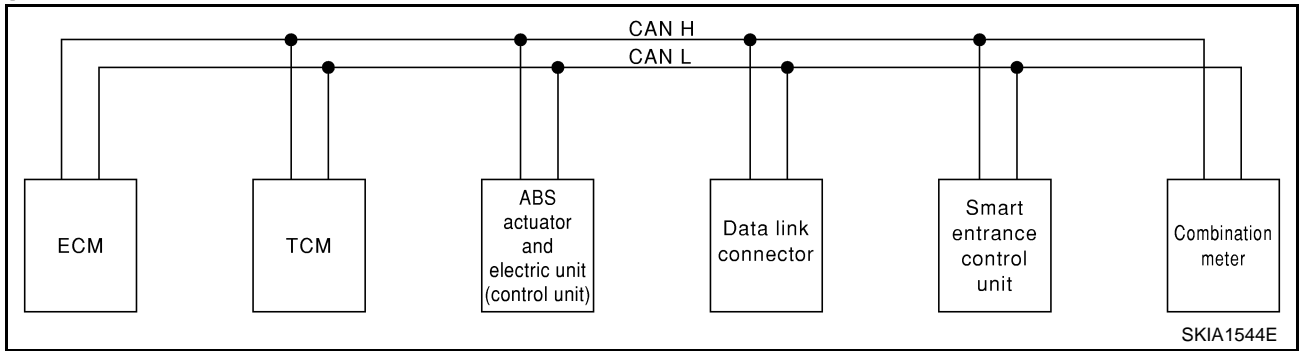 CAN H
CAN L
ECM
TCM
ABS
actuator
and
electric unit
(control unit)
Data link
connector
Smart
entrance
control
unit
Combination
meter
SKIA1544E